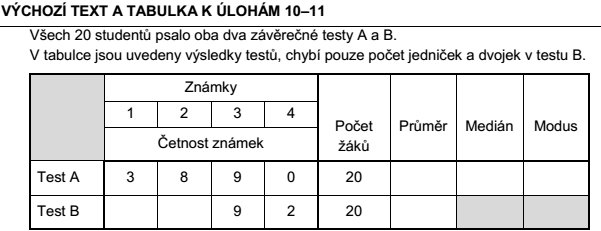 VÝCHOZÍ TEXT A TABULKA K ÚLOHÁM 10–11
Všech 20 studentů psalo oba dva závěrečné testy A a B.
V tabulce jsou uvedeny výsledky testů, chybí pouze počet jedniček a dvojek v testu B.
Známky
1 2 3 4
Počet žáků Průměr Medián Modus
Četnost známek
Test A 3 8 9 0 20
Test B 9 2 20